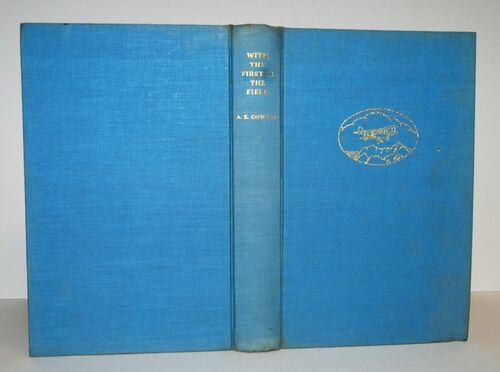 WITH
THE
FIRST IN
THE
FIELD
A. E.